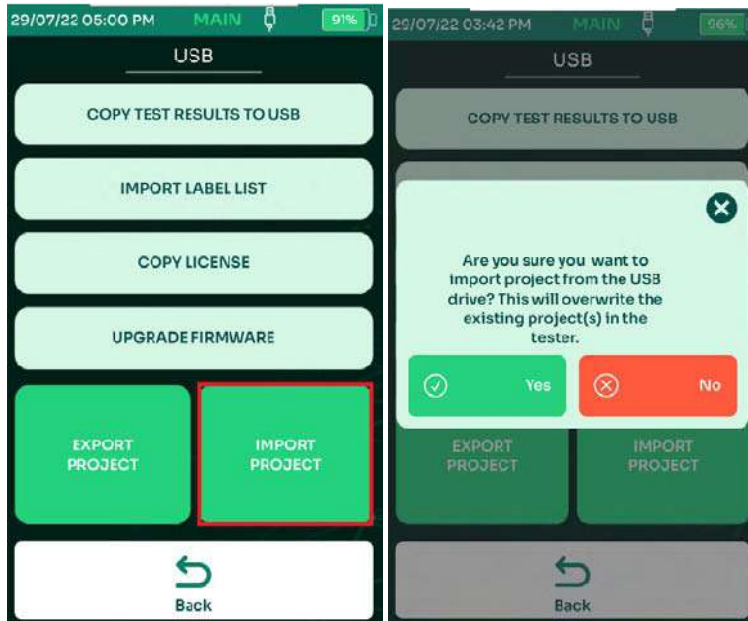 29/07/22 05:00 PM MAIN 91%
USB
COPY TEST RESULTS TO USB
IMPORT LABEL LIST
COPY LICENSE
UPGRADE FIRMWARE
EXPORT
PROJECT
IMPORT
PROJECT
Back
29/07/22 03:42 PM MAIN 96%
USB
COPY TEST RESULTS TO USB
Are you sure you want to
import project from the USB
drive? This will overwrite the
existing project(s) in the
tester.
Yes
No
EXPORT
PROJECT
IMPORT
PROJECT
Back